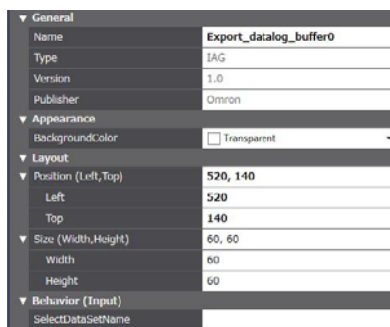 General
Name Export_datalog_buffer0
Type IAG
Version 1.0
Publisher Omron
Appearance
BackgroundColor Transparent
Layout
Position (Left,Top) 520, 140
Left 520
Top 140
Size (Width,Height) 60, 60
Width 60
Height 60
Behavior (Input)
SelectDataSetName